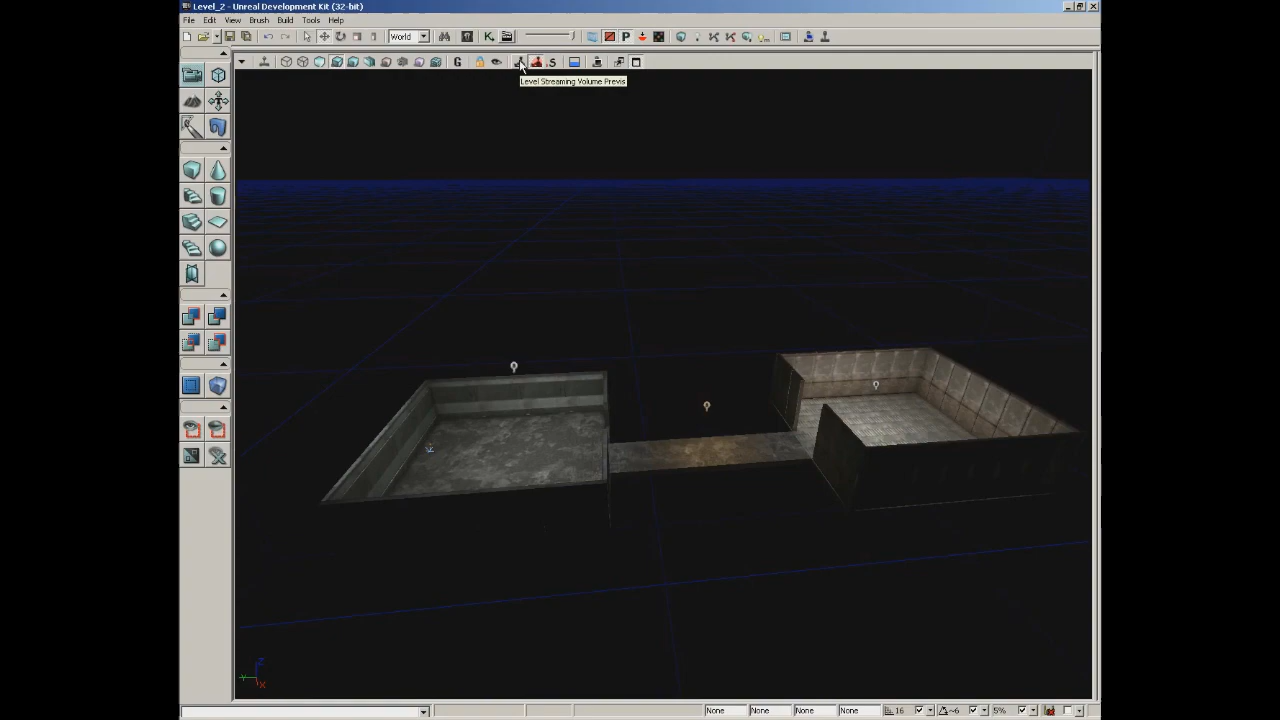 Level_2 - Unreal Development Kit (32-bit)
File Edit View Brush Build Tools Help
World K P
G S
Level Streaming Volume Previs
Z
Y
X
None None None None 16 ~6 5%